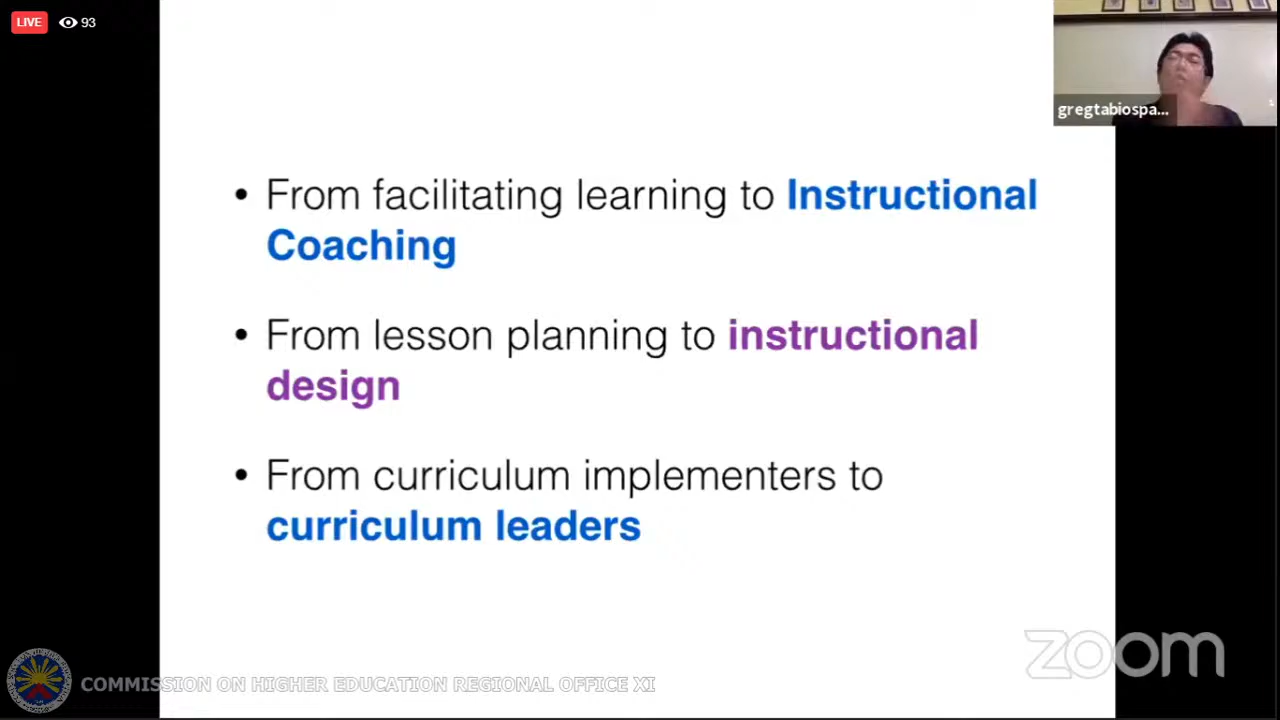 LIVE 93
gregtabiospa...
• From facilitating learning to Instructional
Coaching
• From lesson planning to instructional
design
• From curriculum implementers to
curriculum leaders
zoom
COMMISSION ON HIGHER EDUCATION REGIONAL OFFICE XI